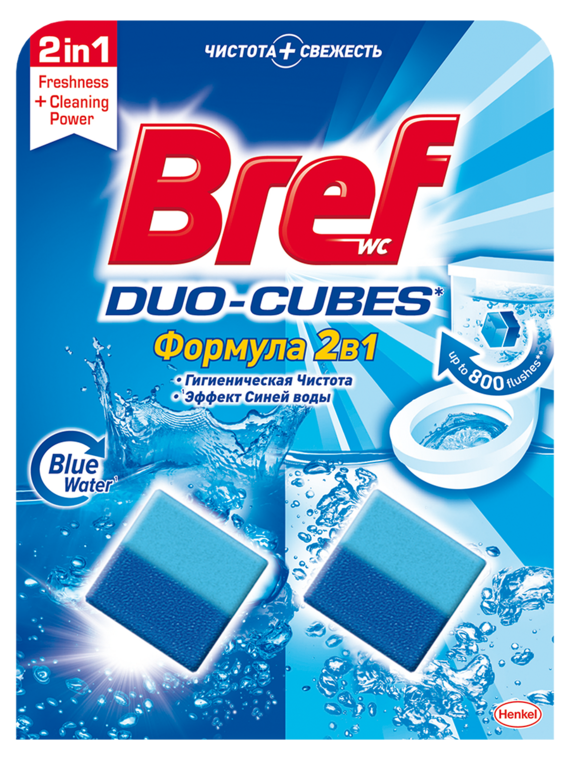 2in1
Freshness
+ Cleaning
Power
ЧИСТОТА + СВЕЖЕСТЬ
Bref
WC
DUO-CUBES*
Формула 2в1
• Гигиеническая Чистота
• Эффект Синей воды
up to 800 flushes**
Blue
Water¹
Henkel